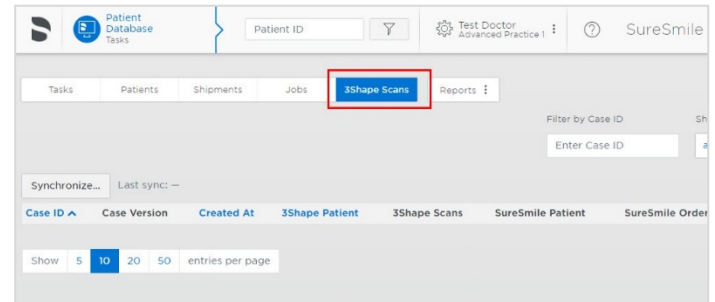 Patient
Database
Tasks
Patient ID
Test Doctor
Advanced Practice 1
SureSmile
Tasks Patients Shipments Jobs 3Shape Scans Reports
Filter by Case ID
Enter Case ID
Synchronize... Last sync: —
Case ID Case Version Created At 3Shape Patient 3Shape Scans SureSmile Patient SureSmile Order
Show 5 10 20 50 entries per page